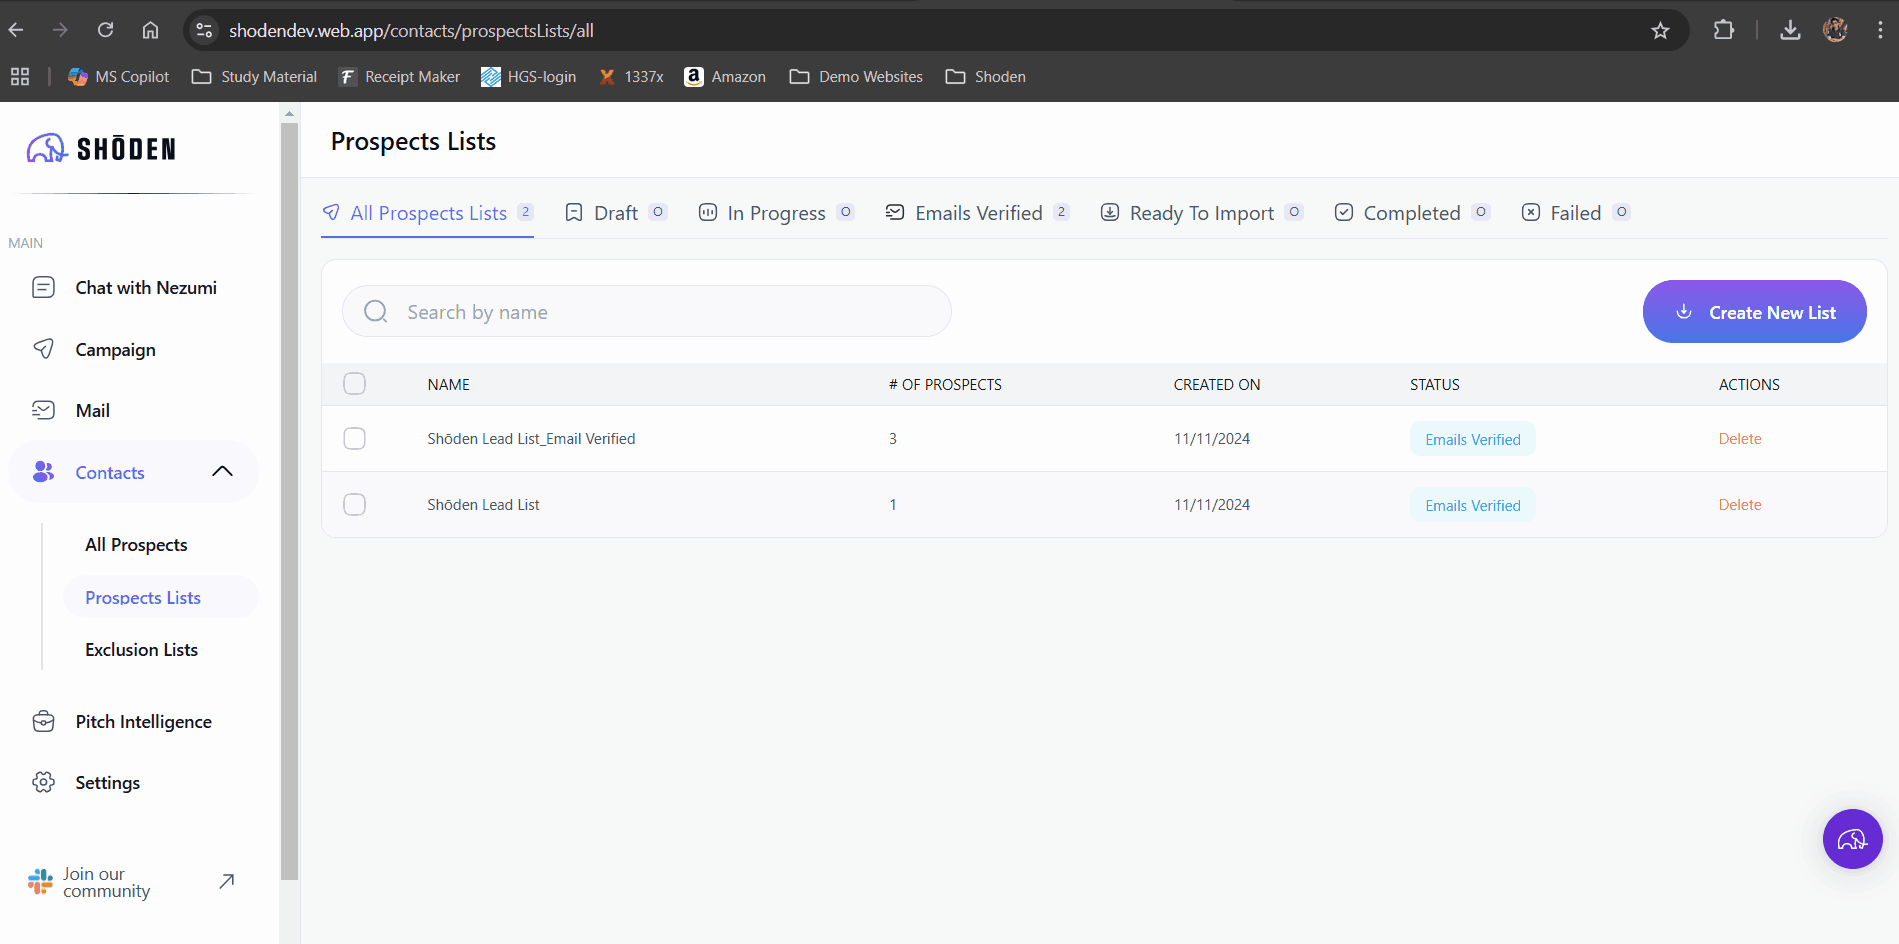 shodendev.web.app/contacts/prospectsLists/all
MS Copilot Study Material Receipt Maker HGS-login 1337x Amazon Demo Websites Shoden
SHŌDEN
MAIN
Chat with Nezumi
Campaign
Mail
Contacts
All Prospects
Prospects Lists
Exclusion Lists
Pitch Intelligence
Settings
Join our
community
Prospects Lists
All Prospects Lists 2 Draft 0 In Progress 0 Emails Verified 2 Ready To Import 0 Completed 0 Failed 0
Search by name
Create New List
NAME # OF PROSPECTS CREATED ON STATUS ACTIONS
Shōden Lead List_Email Verified 3 11/11/2024 Emails Verified Delete
Shōden Lead List 1 11/11/2024 Emails Verified Delete